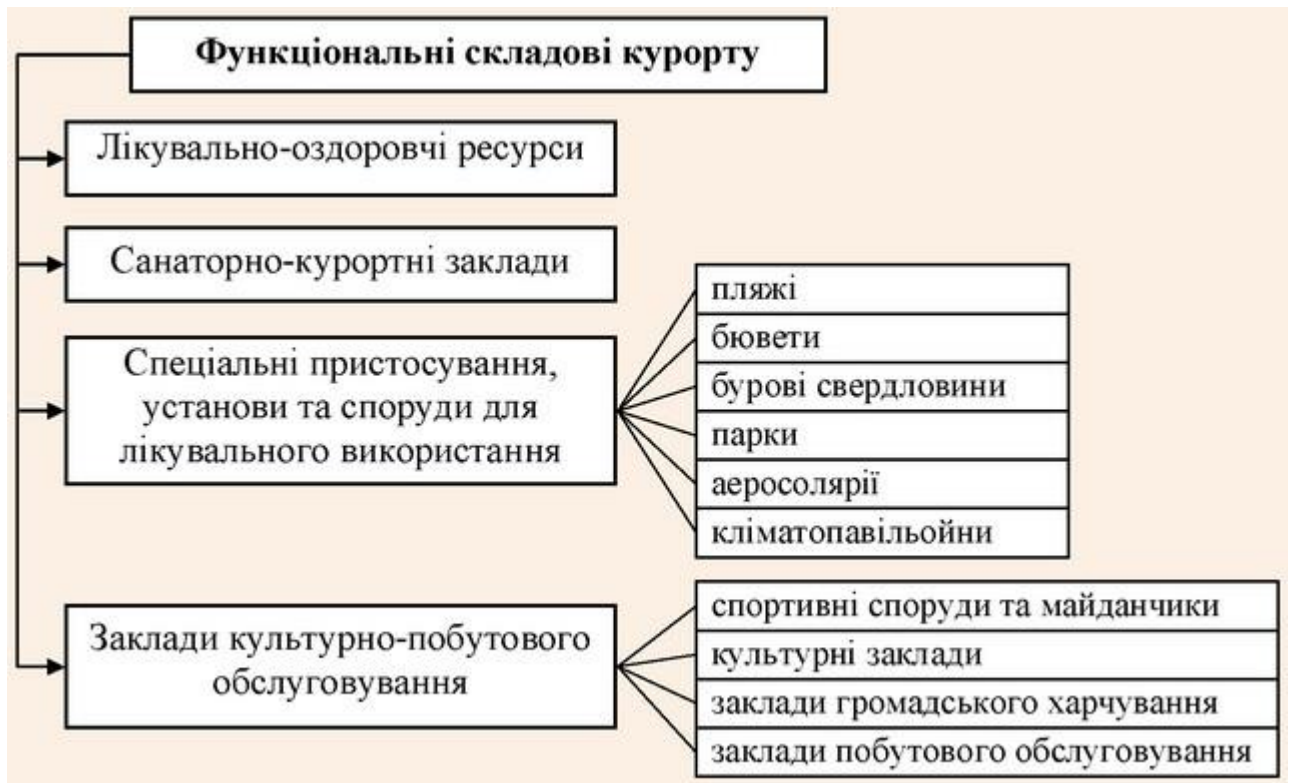 Функціональні складові курорту
Лікувально-оздоровчі ресурси
Санаторно-курортні заклади
Спеціальні пристосування,
установи та споруди для
лікувального використання
пляжі
бювети
бурові свердловини
парки
аеросолярії
кліматопавільойни
Заклади культурно-побутового
обслуговування
спортивні споруди та майданчики
культурні заклади
заклади громадського харчування
заклади побутового обслуговування